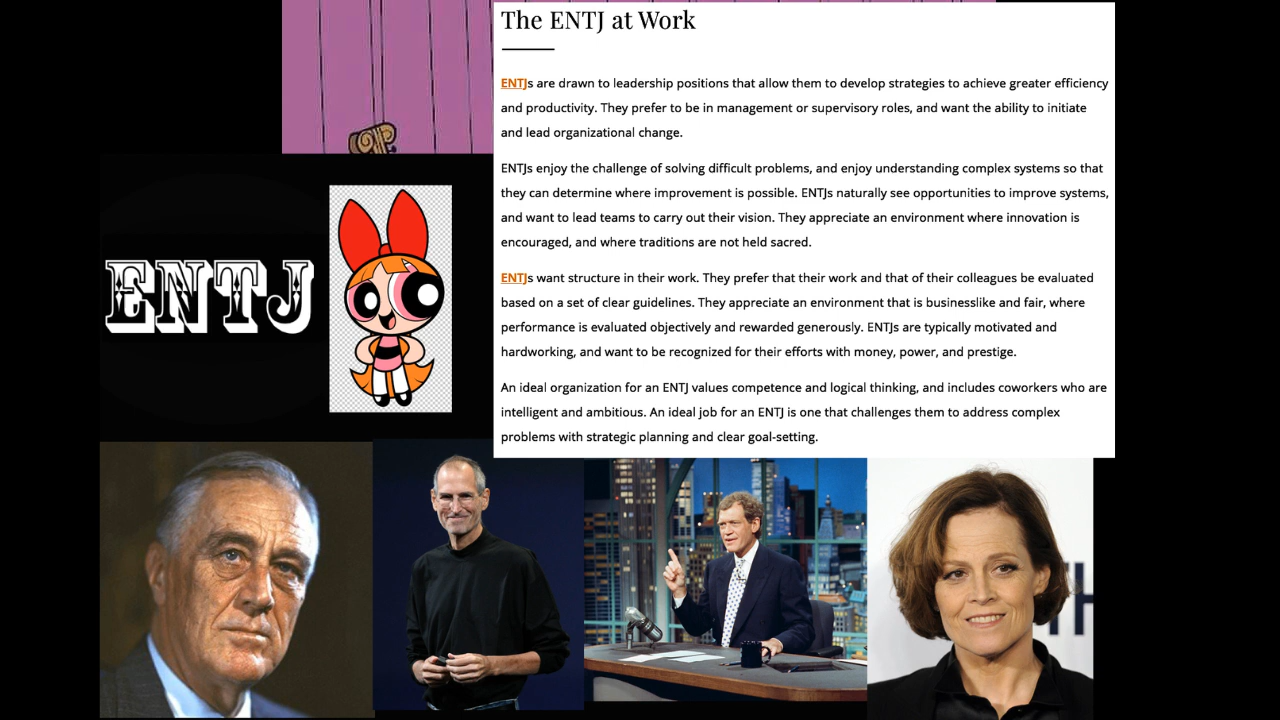 The ENTJ at Work
ENTJs are drawn to leadership positions that allow them to develop strategies to achieve greater efficiency
and productivity. They prefer to be in management or supervisory roles, and want the ability to initiate
and lead organizational change.
ENTJs enjoy the challenge of solving difficult problems, and enjoy understanding complex systems so that
they can determine where improvement is possible. ENTJs naturally see opportunities to improve systems,
and want to lead teams to carry out their vision. They appreciate an environment where innovation is
encouraged, and where traditions are not held sacred.
ENTJs want structure in their work. They prefer that their work and that of their colleagues be evaluated
based on a set of clear guidelines. They appreciate an environment that is businesslike and fair, where
performance is evaluated objectively and rewarded generously. ENTJs are typically motivated and
hardworking, and want to be recognized for their efforts with money, power, and prestige.
An ideal organization for an ENTJ values competence and logical thinking, and includes coworkers who are
intelligent and ambitious. An ideal job for an ENTJ is one that challenges them to address complex
problems with strategic planning and clear goal-setting.
ENTJ